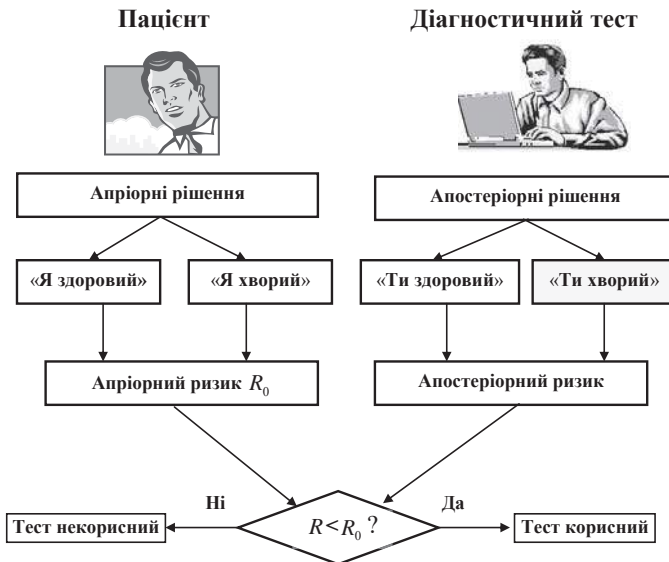 Пацієнт
Діагностичний тест
Апріорні рішення
Апостеріорні рішення
«Я здоровий»
«Я хворий»
«Ти здоровий»
«Ти хворий»
Апріорний ризик R₀
Апостеріорний ризик
Ні
Да
Тест некорисний
R<R₀?
Тест корисний